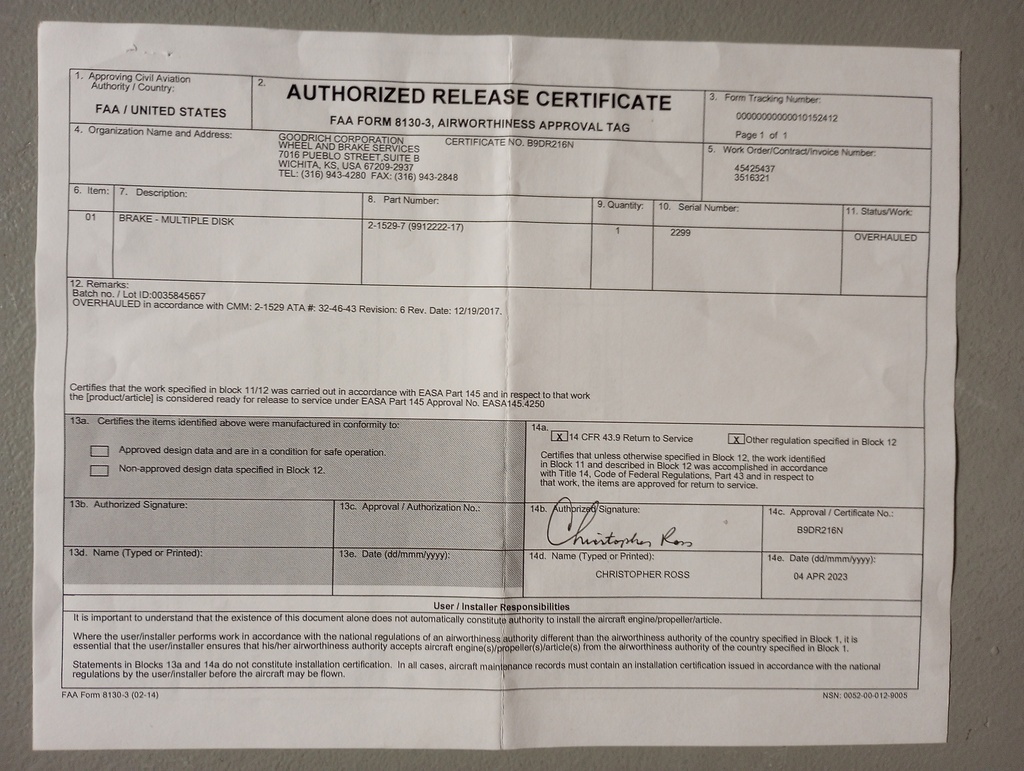 1. Approving Civil Aviation
Authority / Country:
FAA / UNITED STATES
2.
AUTHORIZED RELEASE CERTIFICATE
FAA FORM 8130-3, AIRWORTHINESS APPROVAL TAG
3. Form Tracking Number:
00000000000010152412
Page 1 of 1
4. Organization Name and Address:
GOODRICH CORPORATION CERTIFICATE NO. B9DR216N
WHEEL AND BRAKE SERVICES
7016 PUEBLO STREET,SUITE B
WICHITA, KS, USA 67209-2937
TEL: (316) 943-4280 FAX: (316) 943-2848
5. Work Order/Contract/Invoice Number:
45425437
3516321
6. Item: 7. Description: 8. Part Number: 9. Quantity: 10. Serial Number: 11. Status/Work:
01 BRAKE - MULTIPLE DISK 2-1529-7 (9912222-17) 1 2299 OVERHAULED
12. Remarks:
Batch no. / Lot ID:0035845657
OVERHAULED in accordance with CMM: 2-1529 ATA #: 32-46-43 Revision: 6 Rev. Date: 12/19/2017.
Certifies that the work specified in block 11/12 was carried out in accordance with EASA Part 145 and in respect to that work
the [product/article] is considered ready for release to service under EASA Part 145 Approval No. EASA145.4250
13a. Certifies the items identified above were manufactured in conformity to:
Approved design data and are in a condition for safe operation.
Non-approved design data specified in Block 12.
14a.
X 14 CFR 43.9 Return to Service X Other regulation specified in Block 12
Certifies that unless otherwise specified in Block 12, the work identified
in Block 11 and described in Block 12 was accomplished in accordance
with Title 14, Code of Federal Regulations, Part 43 and in respect to
that work, the items are approved for return to service.
13b. Authorized Signature: 13c. Approval / Authorization No.:
14b. Authorized Signature:
Christopher Ross
14c. Approval / Certificate No.:
B9DR216N
13d. Name (Typed or Printed): 13e. Date (dd/mmm/yyyy):
14d. Name (Typed or Printed):
CHRISTOPHER ROSS
14e. Date (dd/mmm/yyyy):
04 APR 2023
User / Installer Responsibilities
It is important to understand that the existence of this document alone does not automatically constitute authority to install the aircraft engine/propeller/article.
Where the user/installer performs work in accordance with the national regulations of an airworthiness authority different than the airworthiness authority of the country specified in Block 1, it is
essential that the user/installer ensures that his/her airworthiness authority accepts aircraft engine(s)/propeller(s)/article(s) from the airworthiness authority of the country specified in Block 1.
Statements in Blocks 13a and 14a do not constitute installation certification. In all cases, aircraft maintenance records must contain an installation certification issued in accordance with the national
regulations by the user/installer before the aircraft may be flown.
FAA Form 8130-3 (02-14) NSN: 0052-00-012-9005